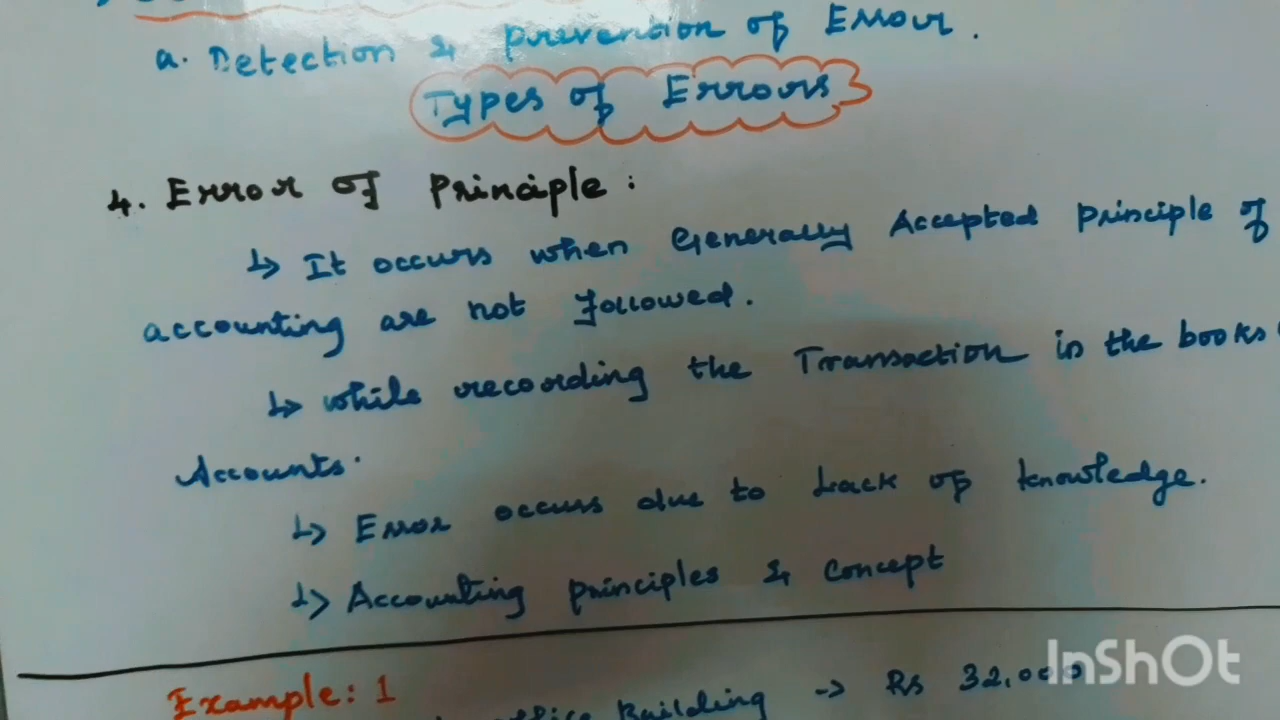 a. Detection & prevention of Error.
Types of Errors
4. Error of Principle:
↳ It occurs when Generally Accepted principle of
accounting are not followed.
↳ while recording the Transaction in the books
Accounts.
↳ Error occurs due to Lack of knowledge.
↳ Accounting principles & concept
Example: 1
office Building → Rs 32,000
InShOt